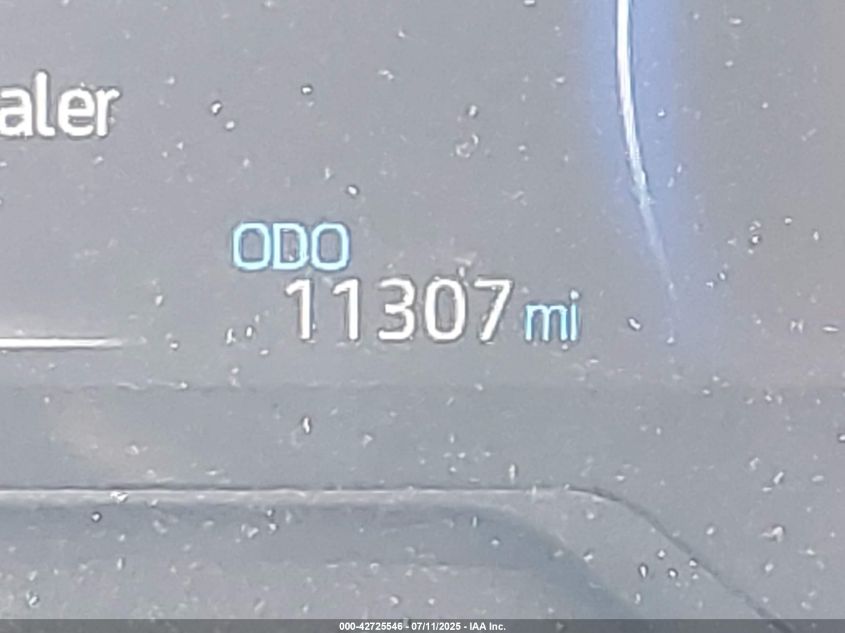 aler
ODO
11307 mi
000-42725546 - 07/11/2025 - IAA Inc.